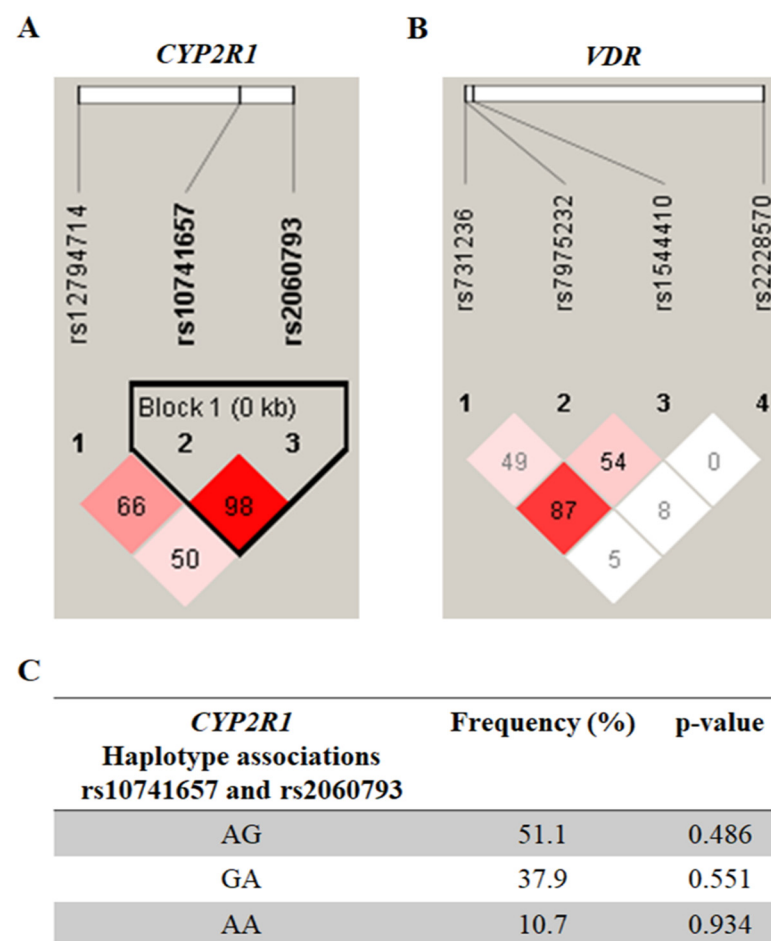 A
CYP2R1
rs12794714
rs10741657
rs2060793
Block 1 (0 kb)
1 2 3
66 98
50
B
VDR
rs731236
rs7975232
rs1544410
rs2228570
1 2 3 4
49 54 0
87 8
5
C
CYP2R1 Frequency (%) p-value
Haplotype associations
rs10741657 and rs2060793
AG 51.1 0.486
GA 37.9 0.551
AA 10.7 0.934